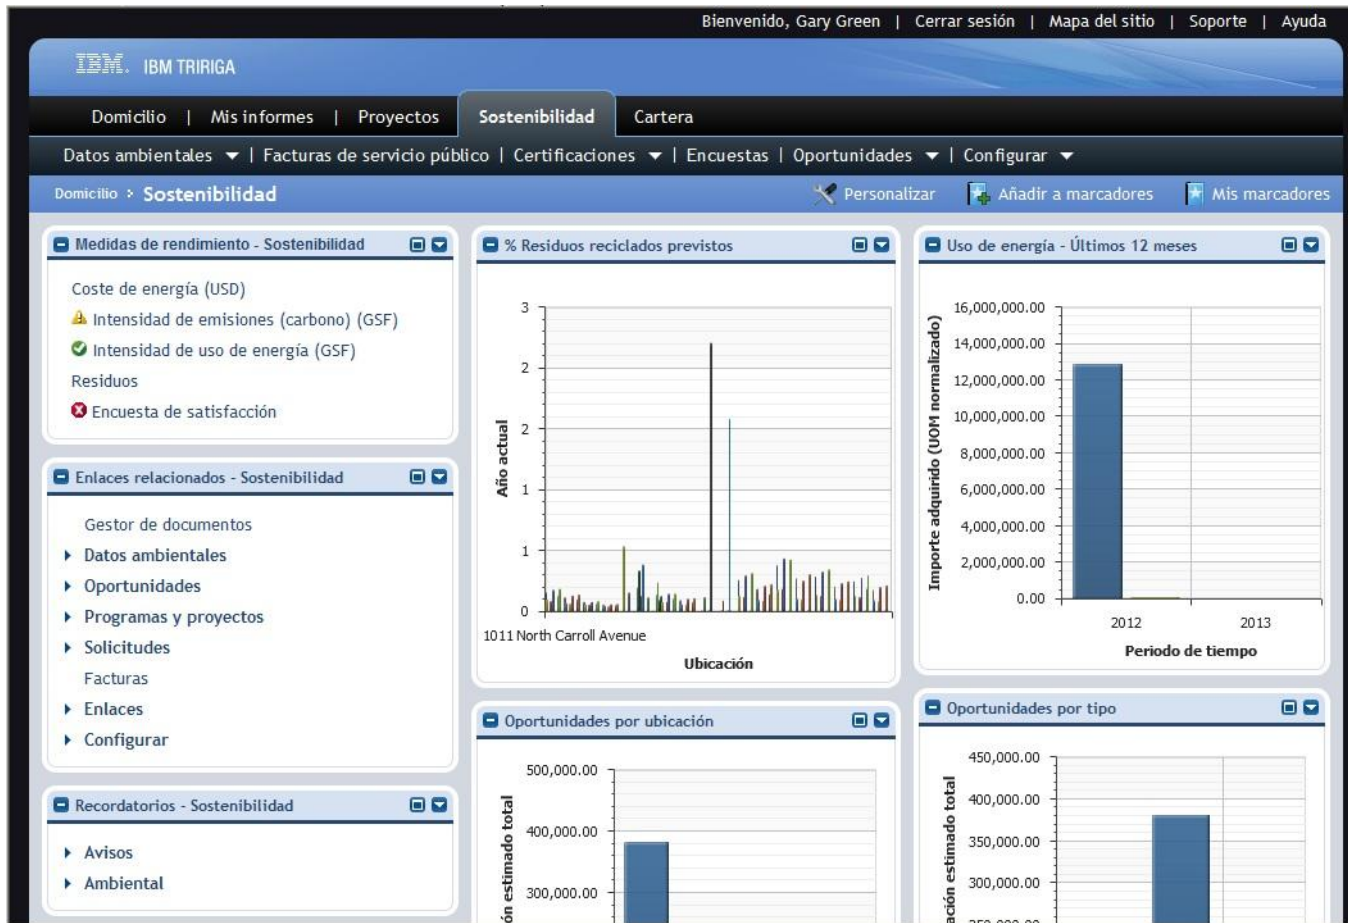 Bienvenido, Gary Green | Cerrar sesión | Mapa del sitio | Soporte | Ayuda
IBM. IBM TRIRIGA
Domicilio | Mis informes | Proyectos Sostenibilidad Cartera
Datos ambientales | Facturas de servicio público | Certificaciones | Encuestas | Oportunidades | Configurar
Domicilio Sostenibilidad Personalizar Añadir a marcadores Mis marcadores
Medidas de rendimiento - Sostenibilidad
Coste de energía (USD)
Intensidad de emisiones (carbono) (GSF)
Intensidad de uso de energía (GSF)
Residuos
Encuesta de satisfacción
Enlaces relacionados - Sostenibilidad
Gestor de documentos
Datos ambientales
Oportunidades
Programas y proyectos
Solicitudes
Facturas
Enlaces
Configurar
Recordatorios - Sostenibilidad
Avisos
Ambiental
% Residuos reciclados previstos
3
2
2
1
1
0
Año actual
1011 North Carroll Avenue
Ubicación
Oportunidades por ubicación
500,000.00
400,000.00
300,000.00
estimado total
Uso de energía - Últimos 12 meses
16,000,000.00
14,000,000.00
12,000,000.00
10,000,000.00
8,000,000.00
6,000,000.00
4,000,000.00
2,000,000.00
0.00
Importe adquirido (UOM normalizado)
2012 2013
Periodo de tiempo
Oportunidades por tipo
450,000.00
400,000.00
350,000.00
300,000.00
estimado total